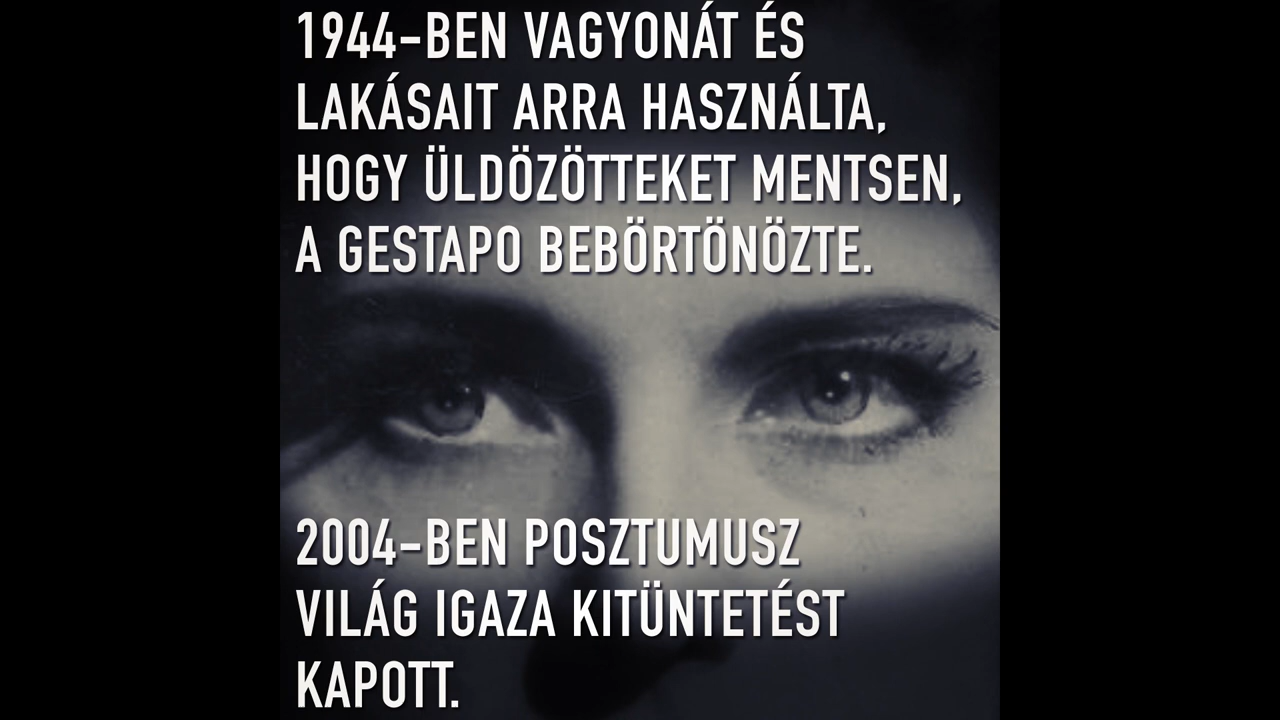 1944-BEN VAGYONÁT ÉS
LAKÁSAIT ARRA HASZNÁLTA,
HOGY ÜLDÖZÖTTEKET MENTSEN,
A GESTAPO BEBÖRTÖNÖZTE.
2004-BEN POSZTUMUSZ
VILÁG IGAZA KITÜNTETÉST
KAPOTT.